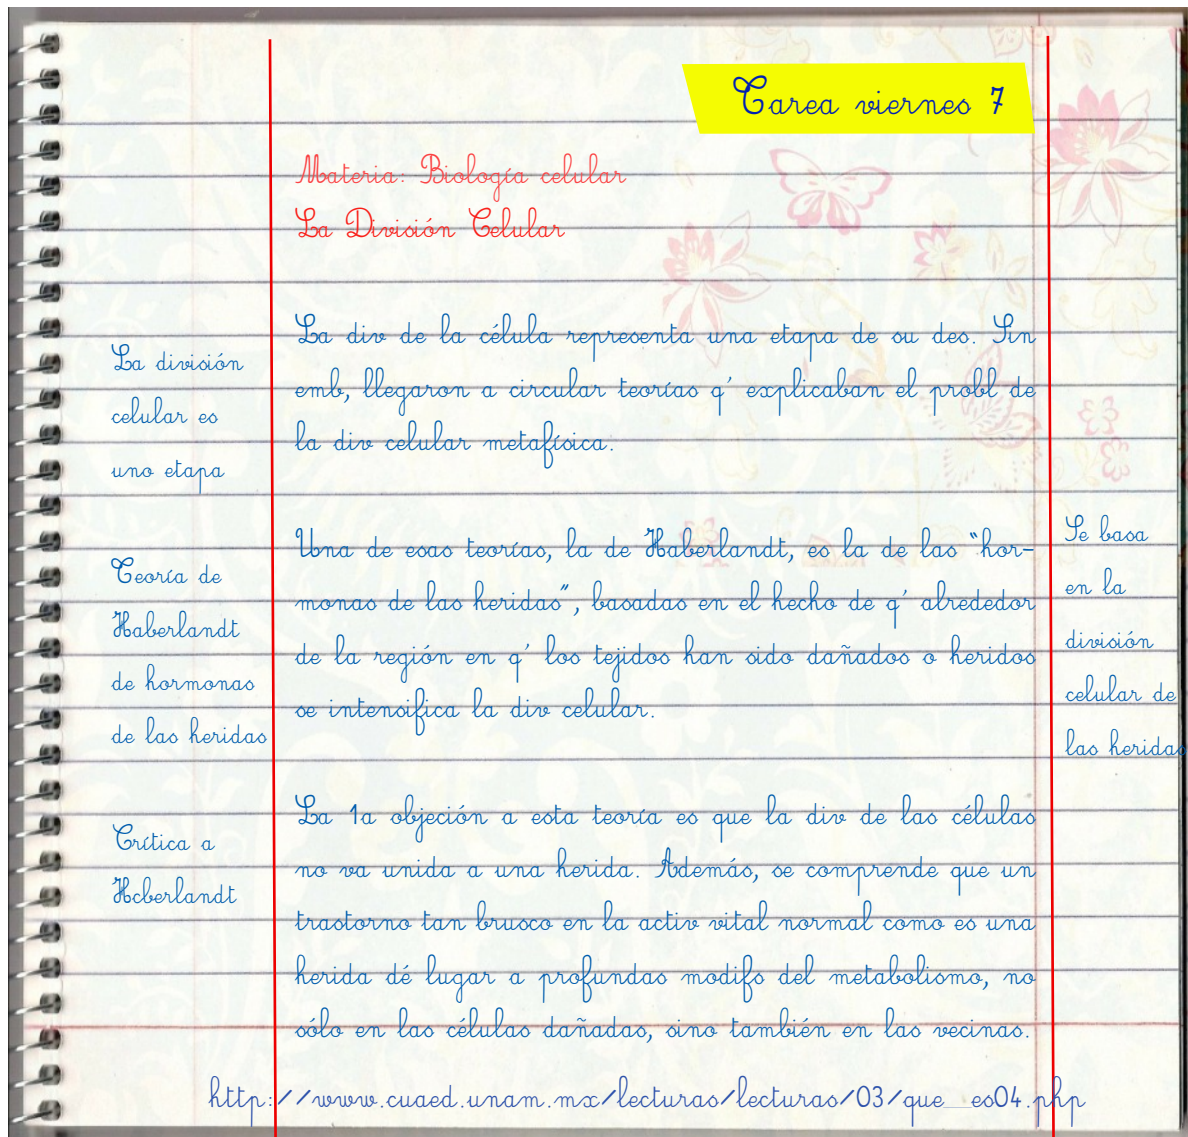 Tarea viernes 7
Materia: Biología celular
La División Celular
La división
celular es
uno etapa
La div de la célula representa una etapa de su des. Sin
emb, llegaron a circular teorías q' explicaban el probl de
la div celular metafísica.
Teoría de
Haberlandt
de hormonas
de las heridas
Una de esas teorías, la de Haberlandt, es la de las "hor-
monas de las heridas", basadas en el hecho de q' alrededor
de la región en q' los tejidos han sido dañados o heridos
se intensifica la div celular.
Se basa
en la
división
celular de
las heridas
Crítica a
Hcberlandt
La 1a objeción a esta teoría es que la div de las células
no va unida a una herida. Además, se comprende que un
trastorno tan brusco en la activ vital normal como es una
herida dé lugar a profundas modifs del metabolismo, no
sólo en las células dañadas, sino también en las vecinas.
http://www.cuaed.unam.mx/lecturas/lecturas/03/que_es04.php